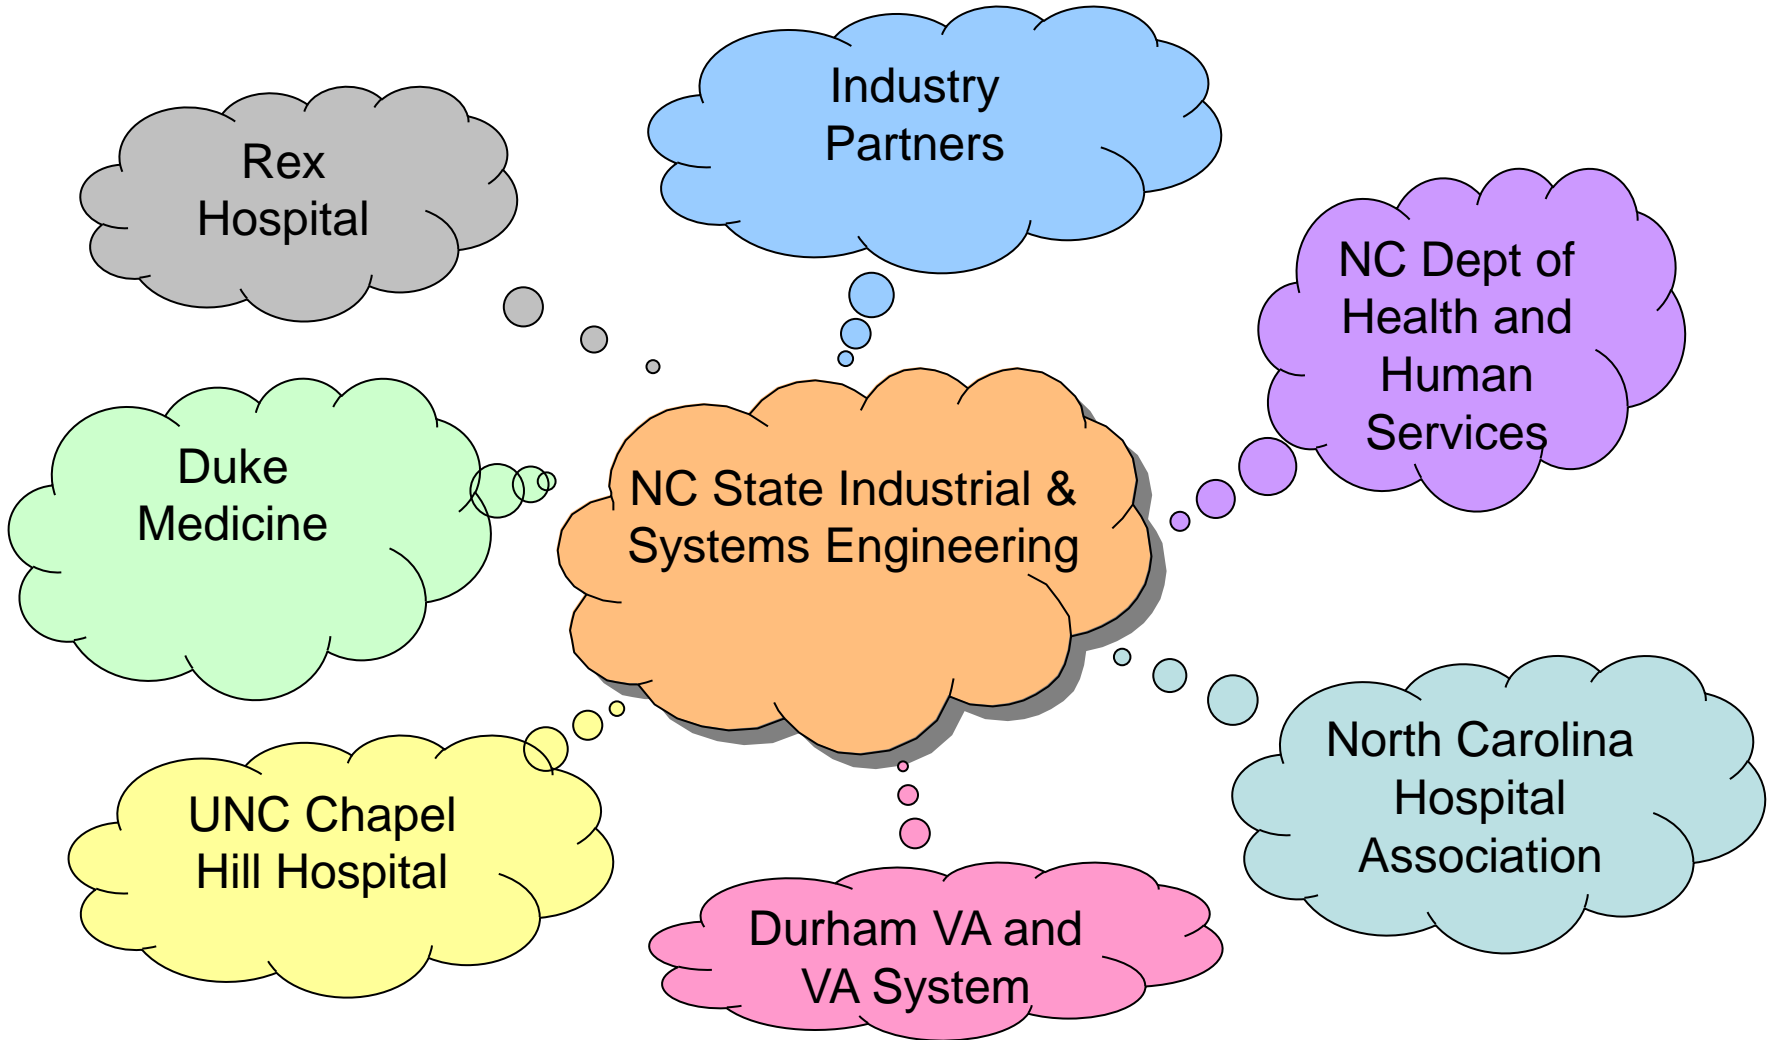 Industry
Partners
Rex
Hospital
NC Dept of
Health and
Human
Services
Duke
Medicine
NC State Industrial &
Systems Engineering
North Carolina
Hospital
Association
UNC Chapel
Hill Hospital
Durham VA and
VA System